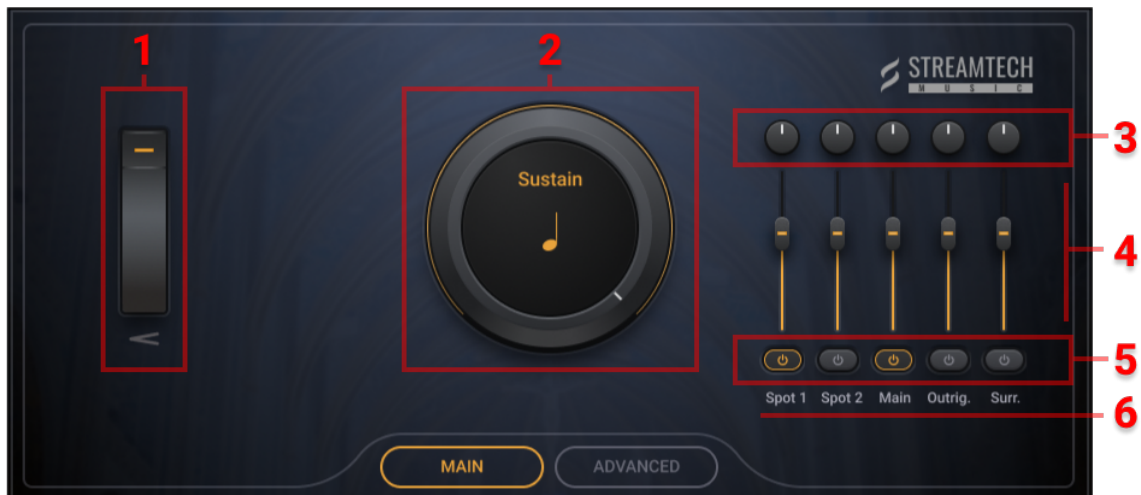 1
2
STREAMTECH
MUSIC
3
Sustain
4
5
Spot 1 Spot 2 Main Outrig. Surr.
6
MAIN ADVANCED